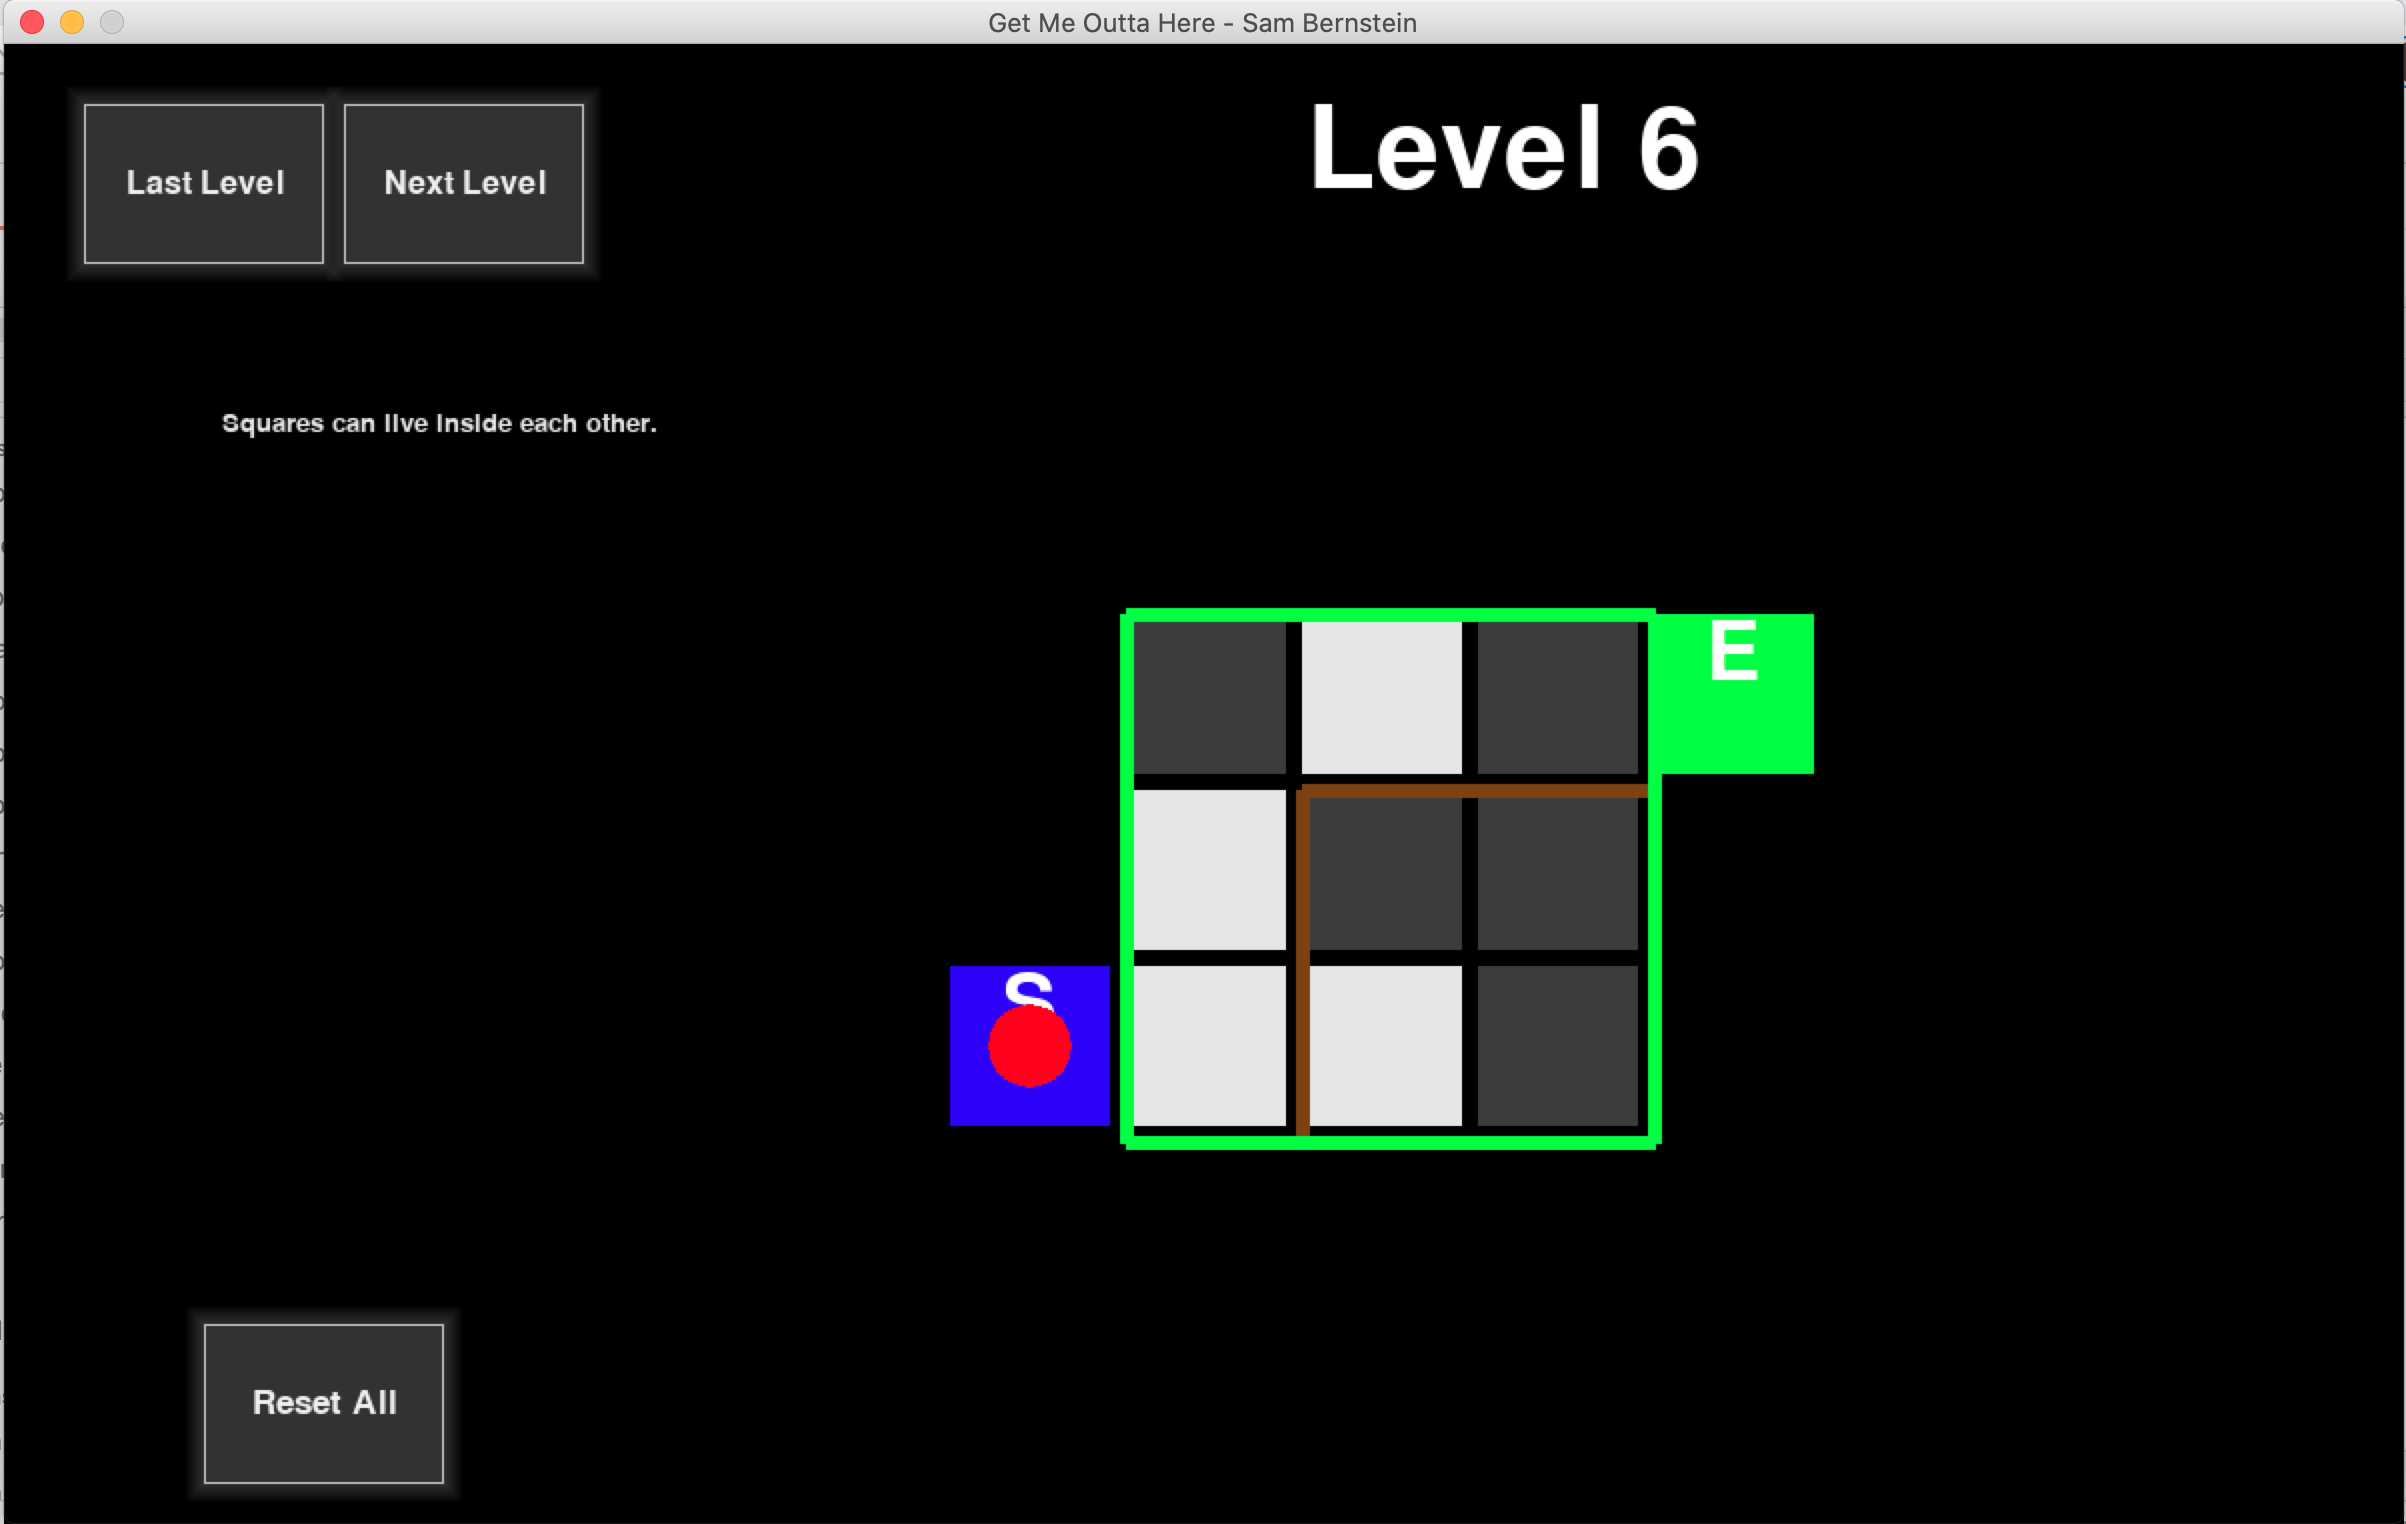 Get Me Outta Here - Sam Bernstein
Level 6
Last Level
Next Level
Squares can live inside each other.
E
S
Reset All